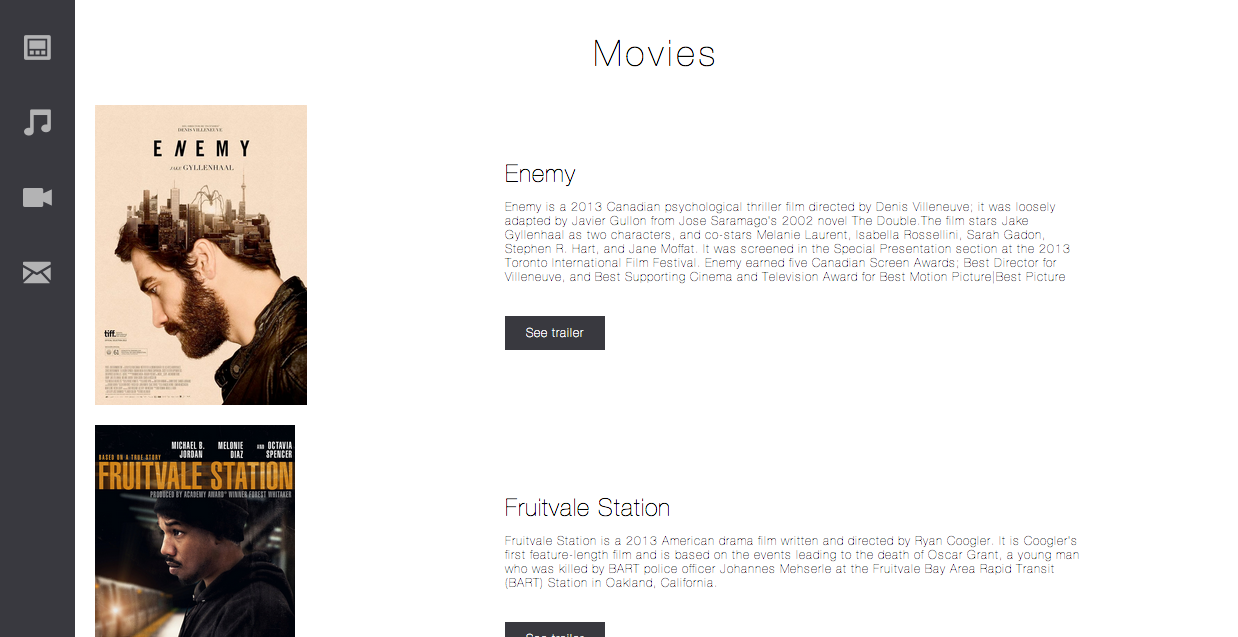 Movies
DENIS VILLENEUVE
ENEMY
JAKE GYLLENHAAL
tiff.
Enemy
Enemy is a 2013 Canadian psychological thriller film directed by Denis Villeneuve; it was loosely
adapted by Javier Gullon from Jose Saramago's 2002 novel The Double.The film stars Jake
Gyllenhaal as two characters, and co-stars Melanie Laurent, Isabella Rossellini, Sarah Gadon,
Stephen R. Hart, and Jane Moffat. It was screened in the Special Presentation section at the 2013
Toronto International Film Festival. Enemy earned five Canadian Screen Awards; Best Director for
Villeneuve, and Best Supporting Cinema and Television Award for Best Motion Picture|Best Picture
See trailer
MICHAEL B. JORDAN MELONIE DIAZ AND OCTAVIA SPENCER
BASED ON A TRUE STORY
FRUITVALE STATION
PRODUCED BY ACADEMY AWARD® WINNER FOREST WHITAKER
Fruitvale Station
Fruitvale Station is a 2013 American drama film written and directed by Ryan Coogler. It is Coogler's
first feature-length film and is based on the events leading to the death of Oscar Grant, a young man
who was killed by BART police officer Johannes Mehserle at the Fruitvale Bay Area Rapid Transit
(BART) Station in Oakland, California.
See trailer